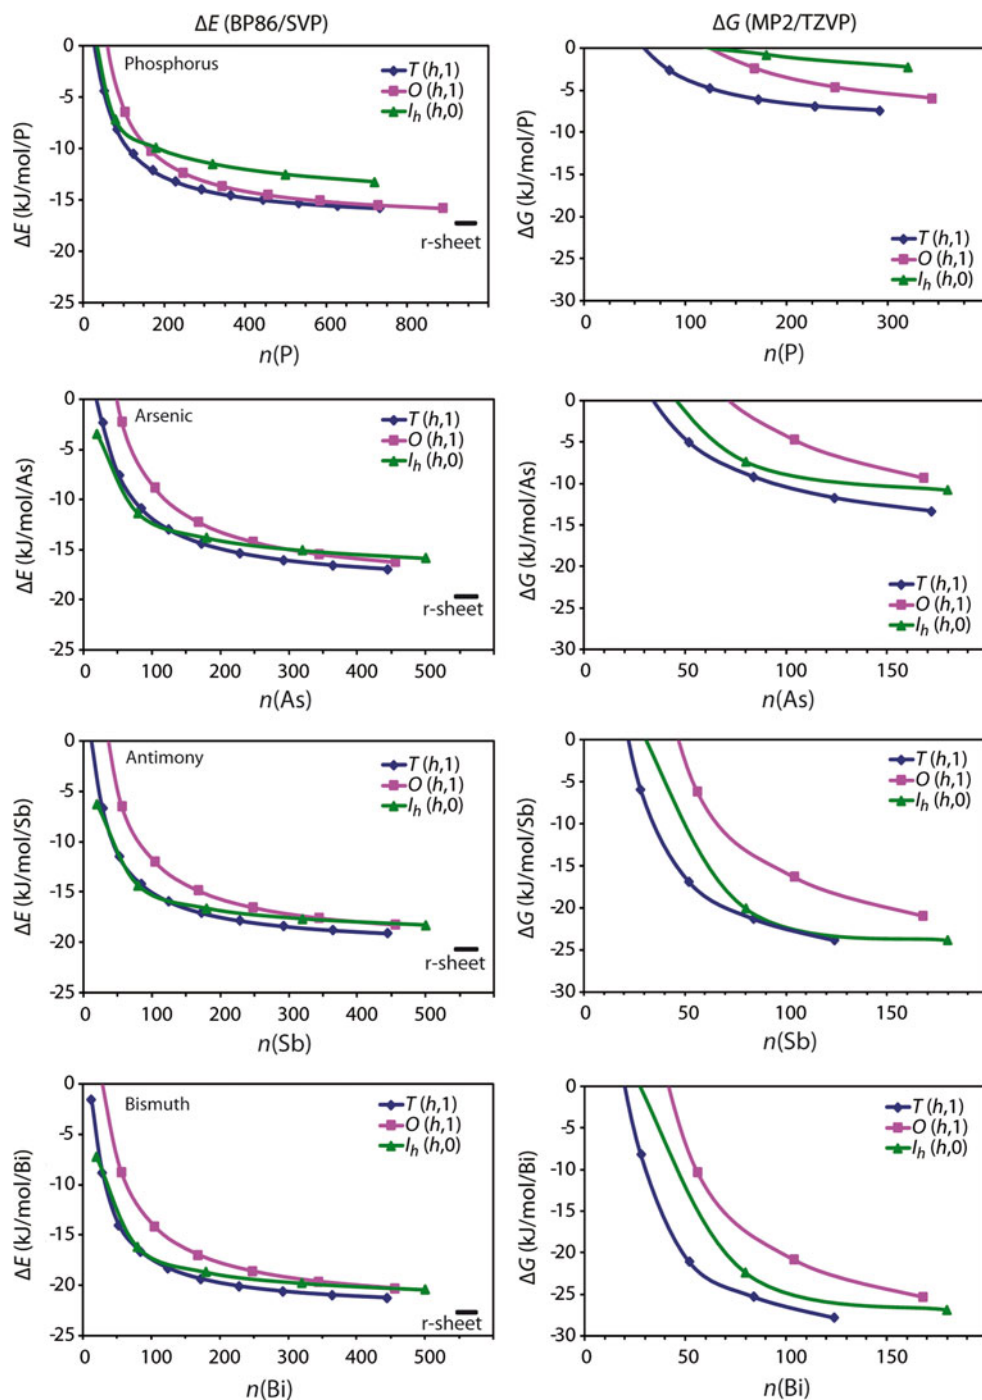 ΔE (BP86/SVP)
ΔG (MP2/TZVP)
Phosphorus
T (h,1)
O (h,1)
I_h (h,0)
r-sheet
0
-5
-10
-15
-20
-25
ΔE (kJ/mol/P)
0 200 400 600 800
n(P)
T (h,1)
O (h,1)
I_h (h,0)
0
-5
-10
-15
-20
-25
-30
ΔG (kJ/mol/P)
0 100 200 300
n(P)
Arsenic
T (h,1)
O (h,1)
I_h (h,0)
r-sheet
0
-5
-10
-15
-20
-25
ΔE (kJ/mol/As)
0 100 200 300 400 500
n(As)
T (h,1)
O (h,1)
I_h (h,0)
0
-5
-10
-15
-20
-25
-30
ΔG (kJ/mol/As)
0 50 100 150
n(As)
Antimony
T (h,1)
O (h,1)
I_h (h,0)
r-sheet
0
-5
-10
-15
-20
-25
ΔE (kJ/mol/Sb)
0 100 200 300 400 500
n(Sb)
T (h,1)
O (h,1)
I_h (h,0)
0
-5
-10
-15
-20
-25
-30
ΔG (kJ/mol/Sb)
0 50 100 150
n(Sb)
Bismuth
T (h,1)
O (h,1)
I_h (h,0)
r-sheet
0
-5
-10
-15
-20
-25
ΔE (kJ/mol/Bi)
0 100 200 300 400 500
n(Bi)
T (h,1)
O (h,1)
I_h (h,0)
0
-5
-10
-15
-20
-25
-30
ΔG (kJ/mol/Bi)
0 50 100 150
n(Bi)